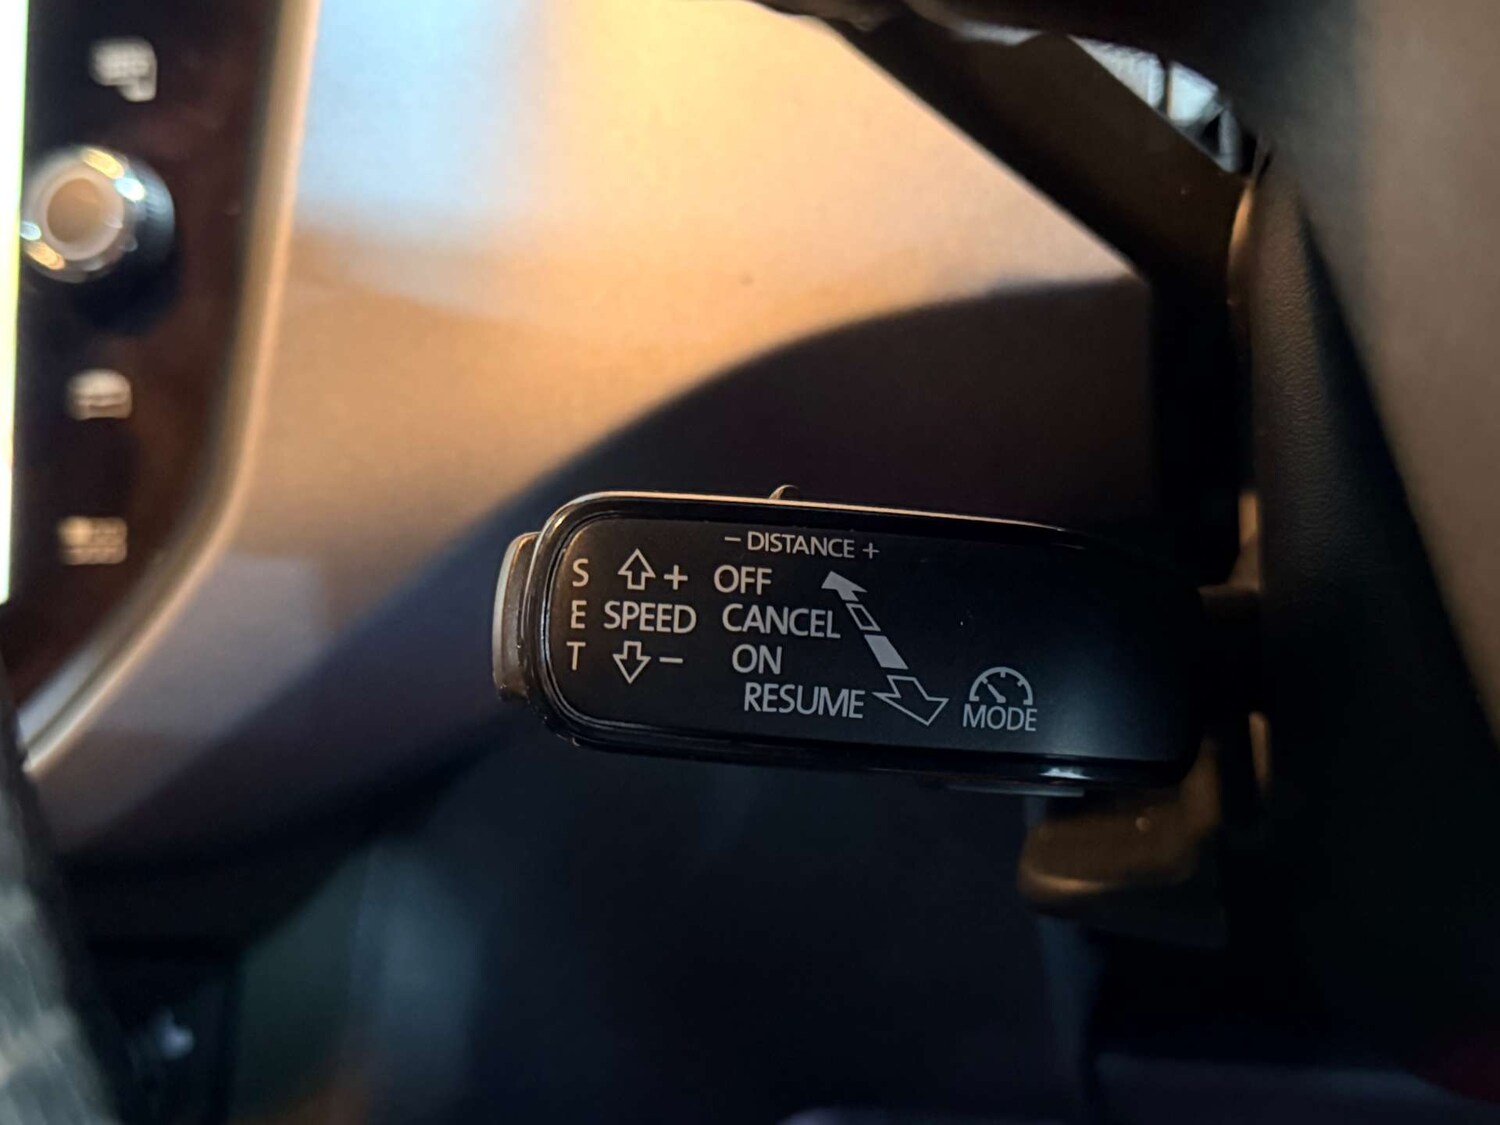 − DISTANCE +
S + OFF
E SPEED CANCEL
T − ON
RESUME
MODE